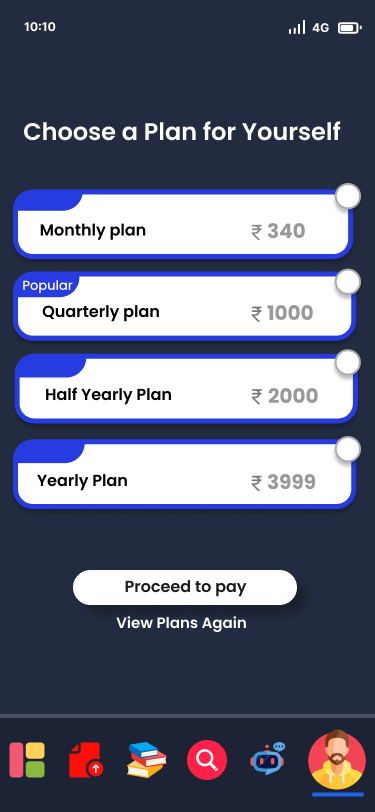 10:10 4G
Choose a Plan for Yourself
Monthly plan ₹ 340
Popular
Quarterly plan ₹ 1000
Half Yearly Plan ₹ 2000
Yearly Plan ₹ 3999
Proceed to pay
View Plans Again